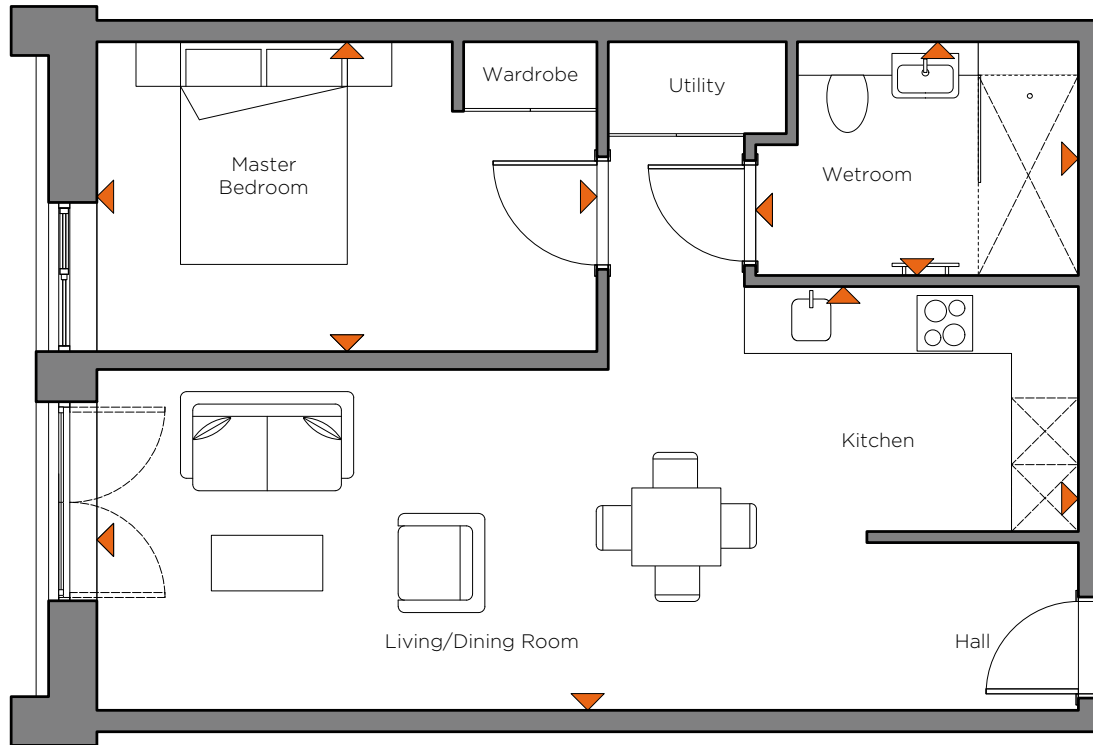 Wardrobe
Utility
Master
Bedroom
Wetroom
Kitchen
Living/Dining Room
Hall